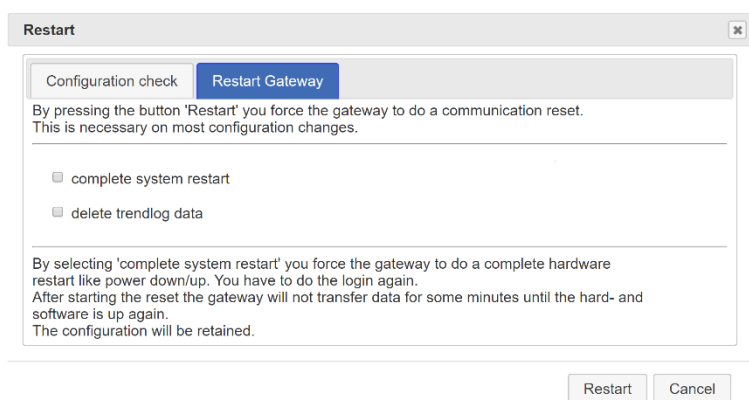 Restart
Configuration check
Restart Gateway
By pressing the button 'Restart' you force the gateway to do a communication reset.
This is necessary on most configuration changes.
complete system restart
delete trendlog data
By selecting 'complete system restart' you force the gateway to do a complete hardware
restart like power down/up. You have to do the login again.
After starting the reset the gateway will not transfer data for some minutes until the hard- and
software is up again.
The configuration will be retained.
Restart
Cancel